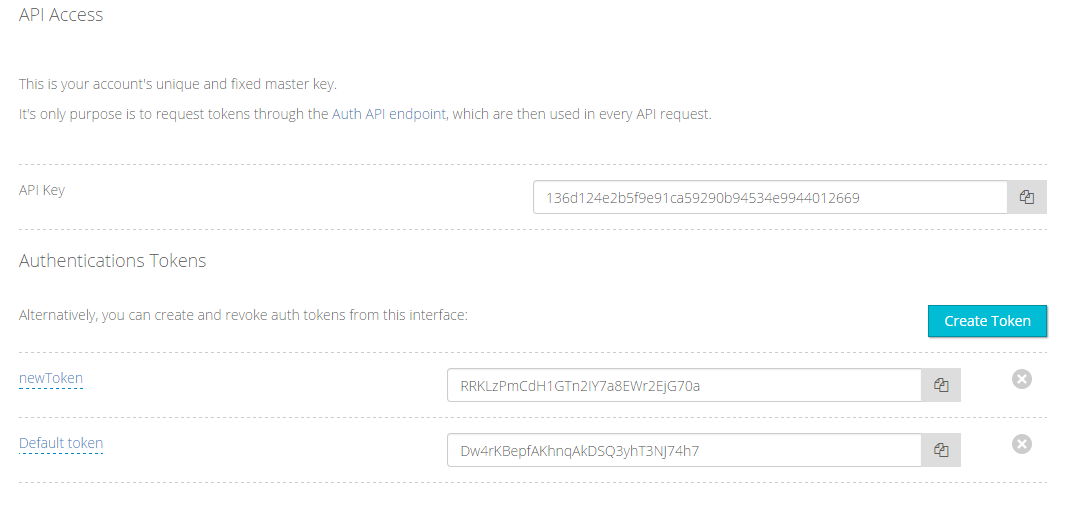 API Access
This is your account's unique and fixed master key.
It's only purpose is to request tokens through the Auth API endpoint, which are then used in every API request.
API Key
136d124e2b5f9e91ca59290b94534e9944012669
Authentications Tokens
Alternatively, you can create and revoke auth tokens from this interface:
Create Token
newToken
RRKLzPmCdH1GTn2IY7a8EWr2EjG70a
Default token
Dw4rKBepfAKhnqAkDSQ3yhT3NJ74h7